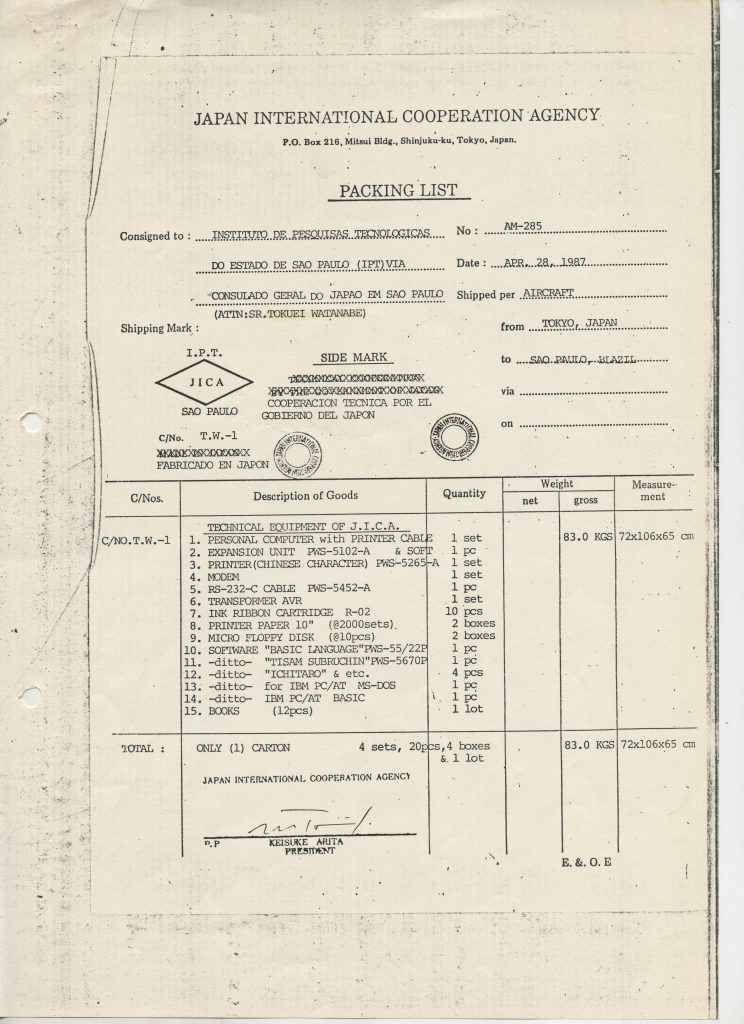 JAPAN INTERNATIONAL COOPERATION AGENCY
P.O. Box 216, Mitsui Bldg., Shinjuku-ku, Tokyo, Japan.
PACKING LIST
Consigned to : INSTITUTO DE PESQUISAS TECNOLOGICAS No : AM-285
DO ESTADO DE SAO PAULO (IPT)VIA Date : APR, 28, 1987
CONSULADO GERAL DO JAPAO EM SAO PAULO Shipped per AIRCRAFT
(ATTN:SR.TOKUEI WATANABE)
Shipping Mark : from TOKYO, JAPAN
I.P.T. SIDE MARK to SAO PAULO, BLAZIL
JICA
COOPERACION TECNICA POR EL via
SAO PAULO GOBIERNO DEL JAPON
on
C/No. T.W.-1
FABRICADO EN JAPON
C/Nos. Description of Goods Quantity Weight Measure-
net gross ment
TECHNICAL EQUIPMENT OF J.I.C.A.
C/NO.T.W.-1 1. PERSONAL COMPUTER with PRINTER CABLE 1 set 83.0 KGS 72x106x65 cm
2. EXPANSION UNIT PWS-5102-A & SOFT 1 pc
3. PRINTER(CHINESE CHARACTER) PWS-5265-A 1 set
4. MODEM 1 set
5. RS-232-C CABLE PWS-5452-A 1 pc
6. TRANSFORMER AVR 1 set
7. INK RIBBON CARTRIDGE R-02 10 pcs
8. PRINTER PAPER 10" (@2000sets) 2 boxes
9. MICRO FLOPPY DISK (@10pcs) 2 boxes
10. SOFIWARE "BASIC LANGUAGE"PWS-55/22P 1 pc
11. -ditto- "TISAM SUBRUCHIN"PWS-5670P 1 pc
12. -ditto- "ICHITARO" & etc. 4 pcs
13. -ditto- for IBM PC/AT MS-DOS 1 pc
14. -ditto- IBM PC/AT BASIC 1 pc
15. BOOKS (12pcs) 1 lot
TOTAL : ONLY (1) CARTON 4 sets, 20pcs,4 boxes 83.0 KGS 72x106x65 cm
& 1 lot
JAPAN INTERNATIONAL COOPERATION AGENCY
P.P KEISUKE ARITA
PRESIDENT
E. & . O. E